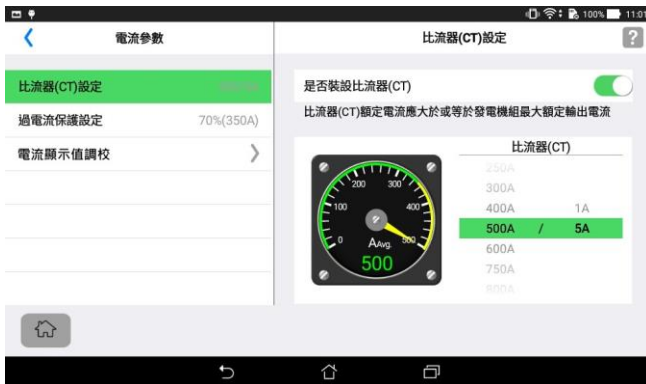 100% 11:01
電流參數
比流器(CT)設定
?
比流器(CT)設定
過電流保護設定 70%(350A)
電流顯示值調校
是否裝設比流器(CT)
比流器(CT)額定電流應大於或等於發電機組最大額定輸出電流
0 100 200 300 400 500
AAvg.
500
比流器(CT)
250A
300A
400A 1A
500A / 5A
600A
750A
800A